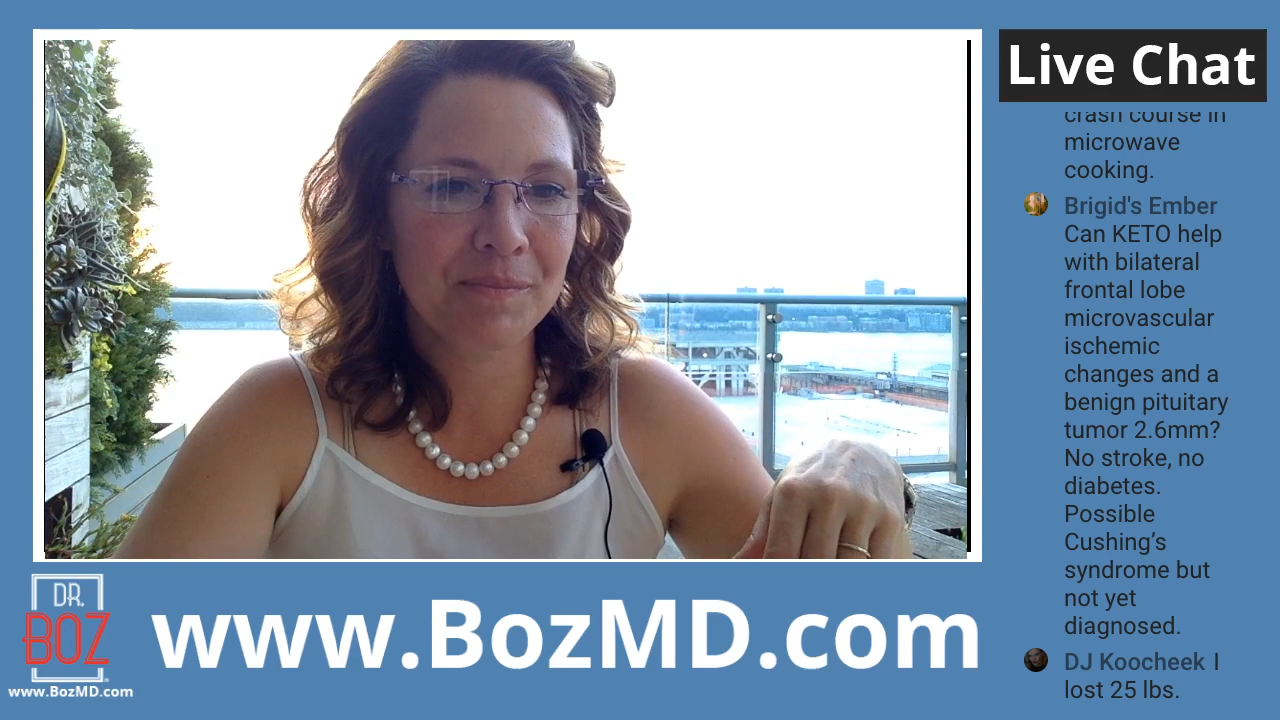 Live Chat
crash course in
microwave
cooking.
Brigid's Ember
Can KETO help
with bilateral
frontal lobe
microvascular
ischemic
changes and a
benign pituitary
tumor 2.6mm?
No stroke, no
diabetes.
Possible
Cushing’s
syndrome but
not yet
diagnosed.
DJ Koocheek I
lost 25 lbs.
DR.
BOZ
www.BozMD.com
www.BozMD.com